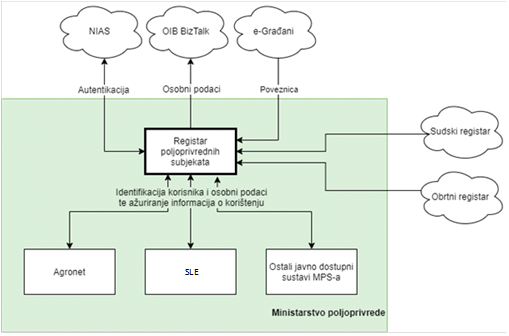 NIAS
OIB BizTalk
e-Građani
Autentikacija
Osobni podaci
Poveznica
Registar
poljoprivrednih
subjekata
Sudski registar
Obrtni registar
Identifikacija korisnika i osobni podaci
te ažuriranje informacija o korištenju
Agronet
SLE
Ostali javno dostupni
sustavi MPS-a
Ministarstvo poljoprivrede